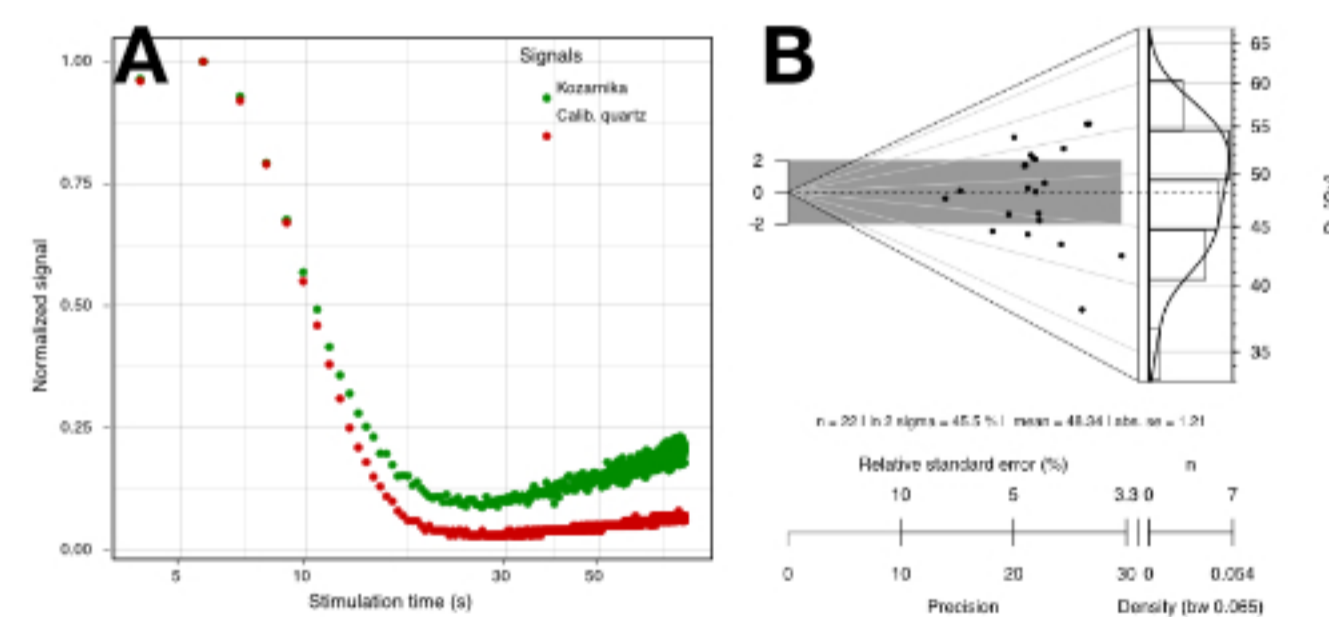 A
Signals
Kozarnika
Calib. quartz
1.00
0.75
0.50
0.25
0.00
Normalized signal
5 10 30 50
Stimulation time (s)
B
2
0
-2
65
60
55
50
45
40
35
n = 22 | in 2 sigma = 45.5 % | mean = 48.34 | abs. se = 1.21
Relative standard error (%) n
10 5 3.3 0 7
0 10 20 30 0 0.054
Precision Density (bw 0.065)